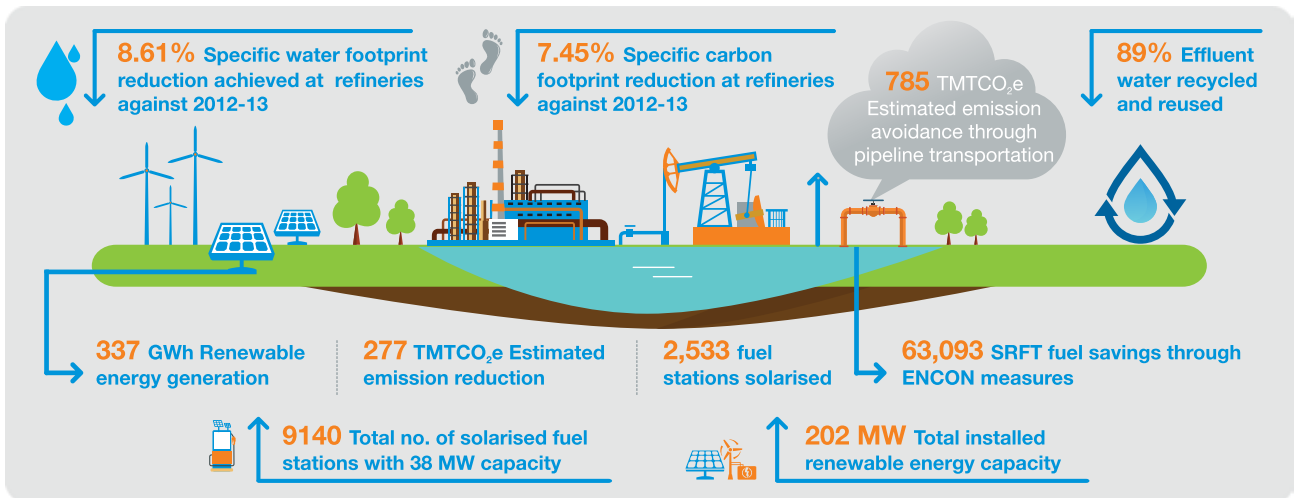 8.61% Specific water footprint
reduction achieved at refineries
against 2012-13
7.45% Specific carbon
footprint reduction at refineries
against 2012-13
785 TMTCO₂e
Estimated emission
avoidance through
pipeline transportation
89% Effluent
water recycled
and reused
337 GWh Renewable
energy generation
277 TMTCO₂e Estimated
emission reduction
2,533 fuel
stations solarised
63,093 SRFT fuel savings through
ENCON measures
9140 Total no. of solarised fuel
stations with 38 MW capacity
202 MW Total installed
renewable energy capacity